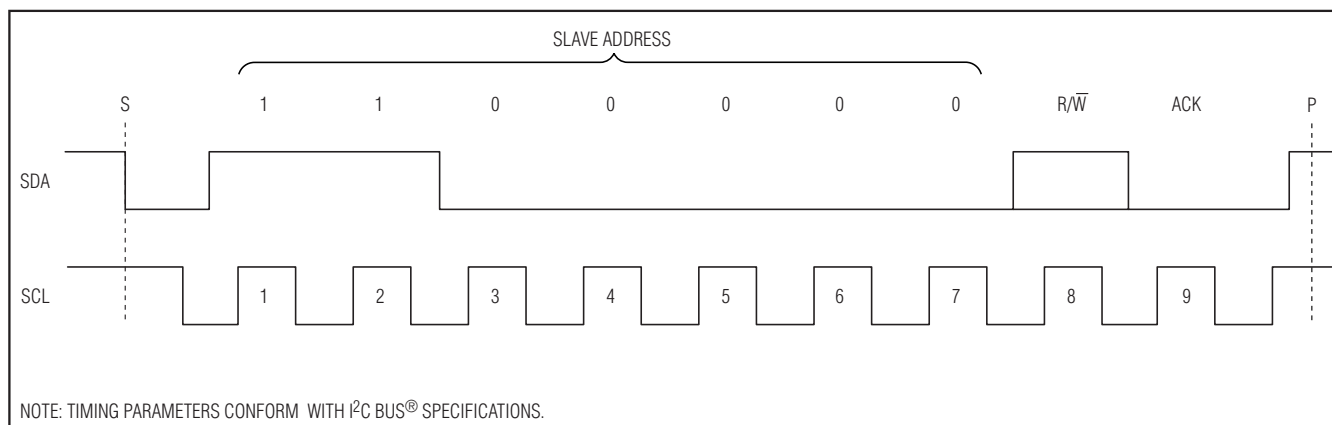 SLAVE ADDRESS
S 1 1 0 0 0 0 0 R/W̅ ACK P
SDA
SCL 1 2 3 4 5 6 7 8 9
NOTE: TIMING PARAMETERS CONFORM WITH I²C BUS® SPECIFICATIONS.